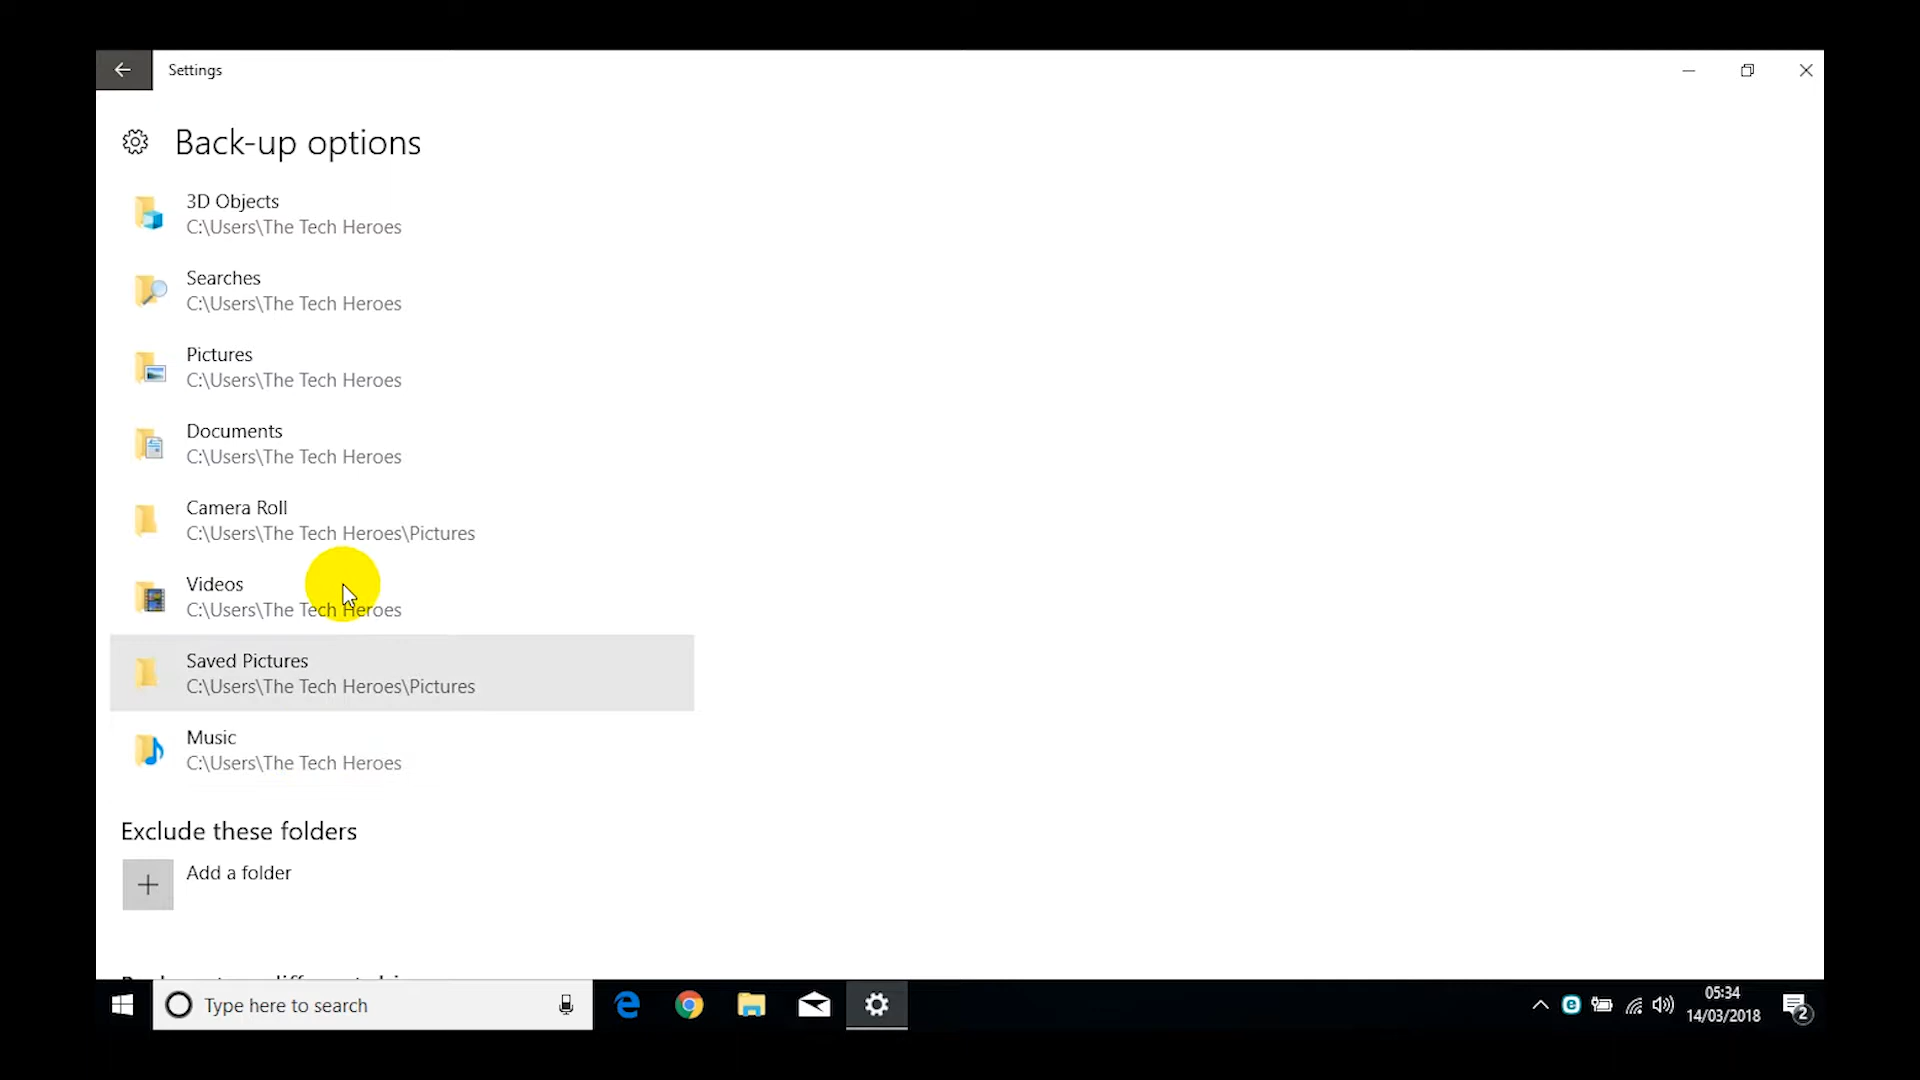 Settings
Back-up options
3D Objects
C:\Users\The Tech Heroes
Searches
C:\Users\The Tech Heroes
Pictures
C:\Users\The Tech Heroes
Documents
C:\Users\The Tech Heroes
Camera Roll
C:\Users\The Tech Heroes\Pictures
Videos
C:\Users\The Tech Heroes
Saved Pictures
C:\Users\The Tech Heroes\Pictures
Music
C:\Users\The Tech Heroes
Exclude these folders
Add a folder
Type here to search
05:34
14/03/2018
2